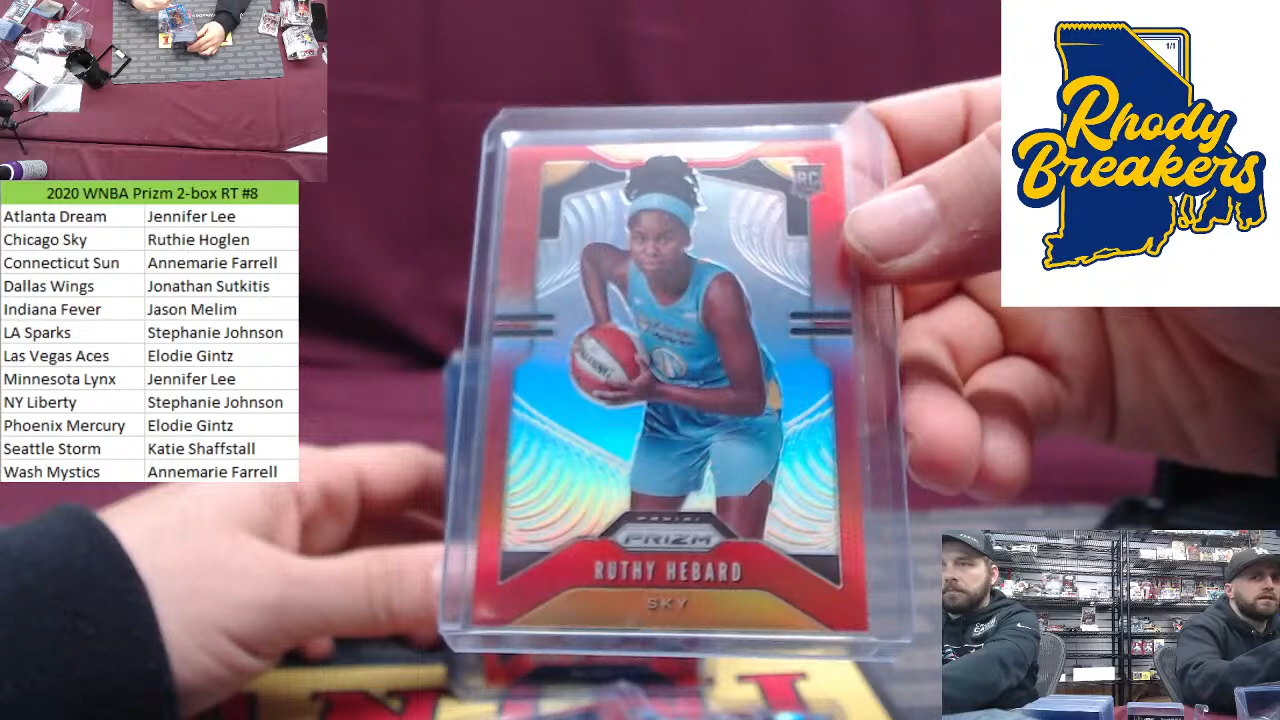 2020 WNBA Prizm 2-box RT #8
Atlanta Dream Jennifer Lee
Chicago Sky Ruthie Hoglen
Connecticut Sun Annemarie Farrell
Dallas Wings Jonathan Sutkitis
Indiana Fever Jason Melim
LA Sparks Stephanie Johnson
Las Vegas Aces Elodie Gintz
Minnesota Lynx Jennifer Lee
NY Liberty Stephanie Johnson
Phoenix Mercury Elodie Gintz
Seattle Storm Katie Shaffstall
Wash Mystics Annemarie Farrell
RC
PANINI
PRIZM
RUTHY HEBARD
SKY
1/1
Rhody
Breakers